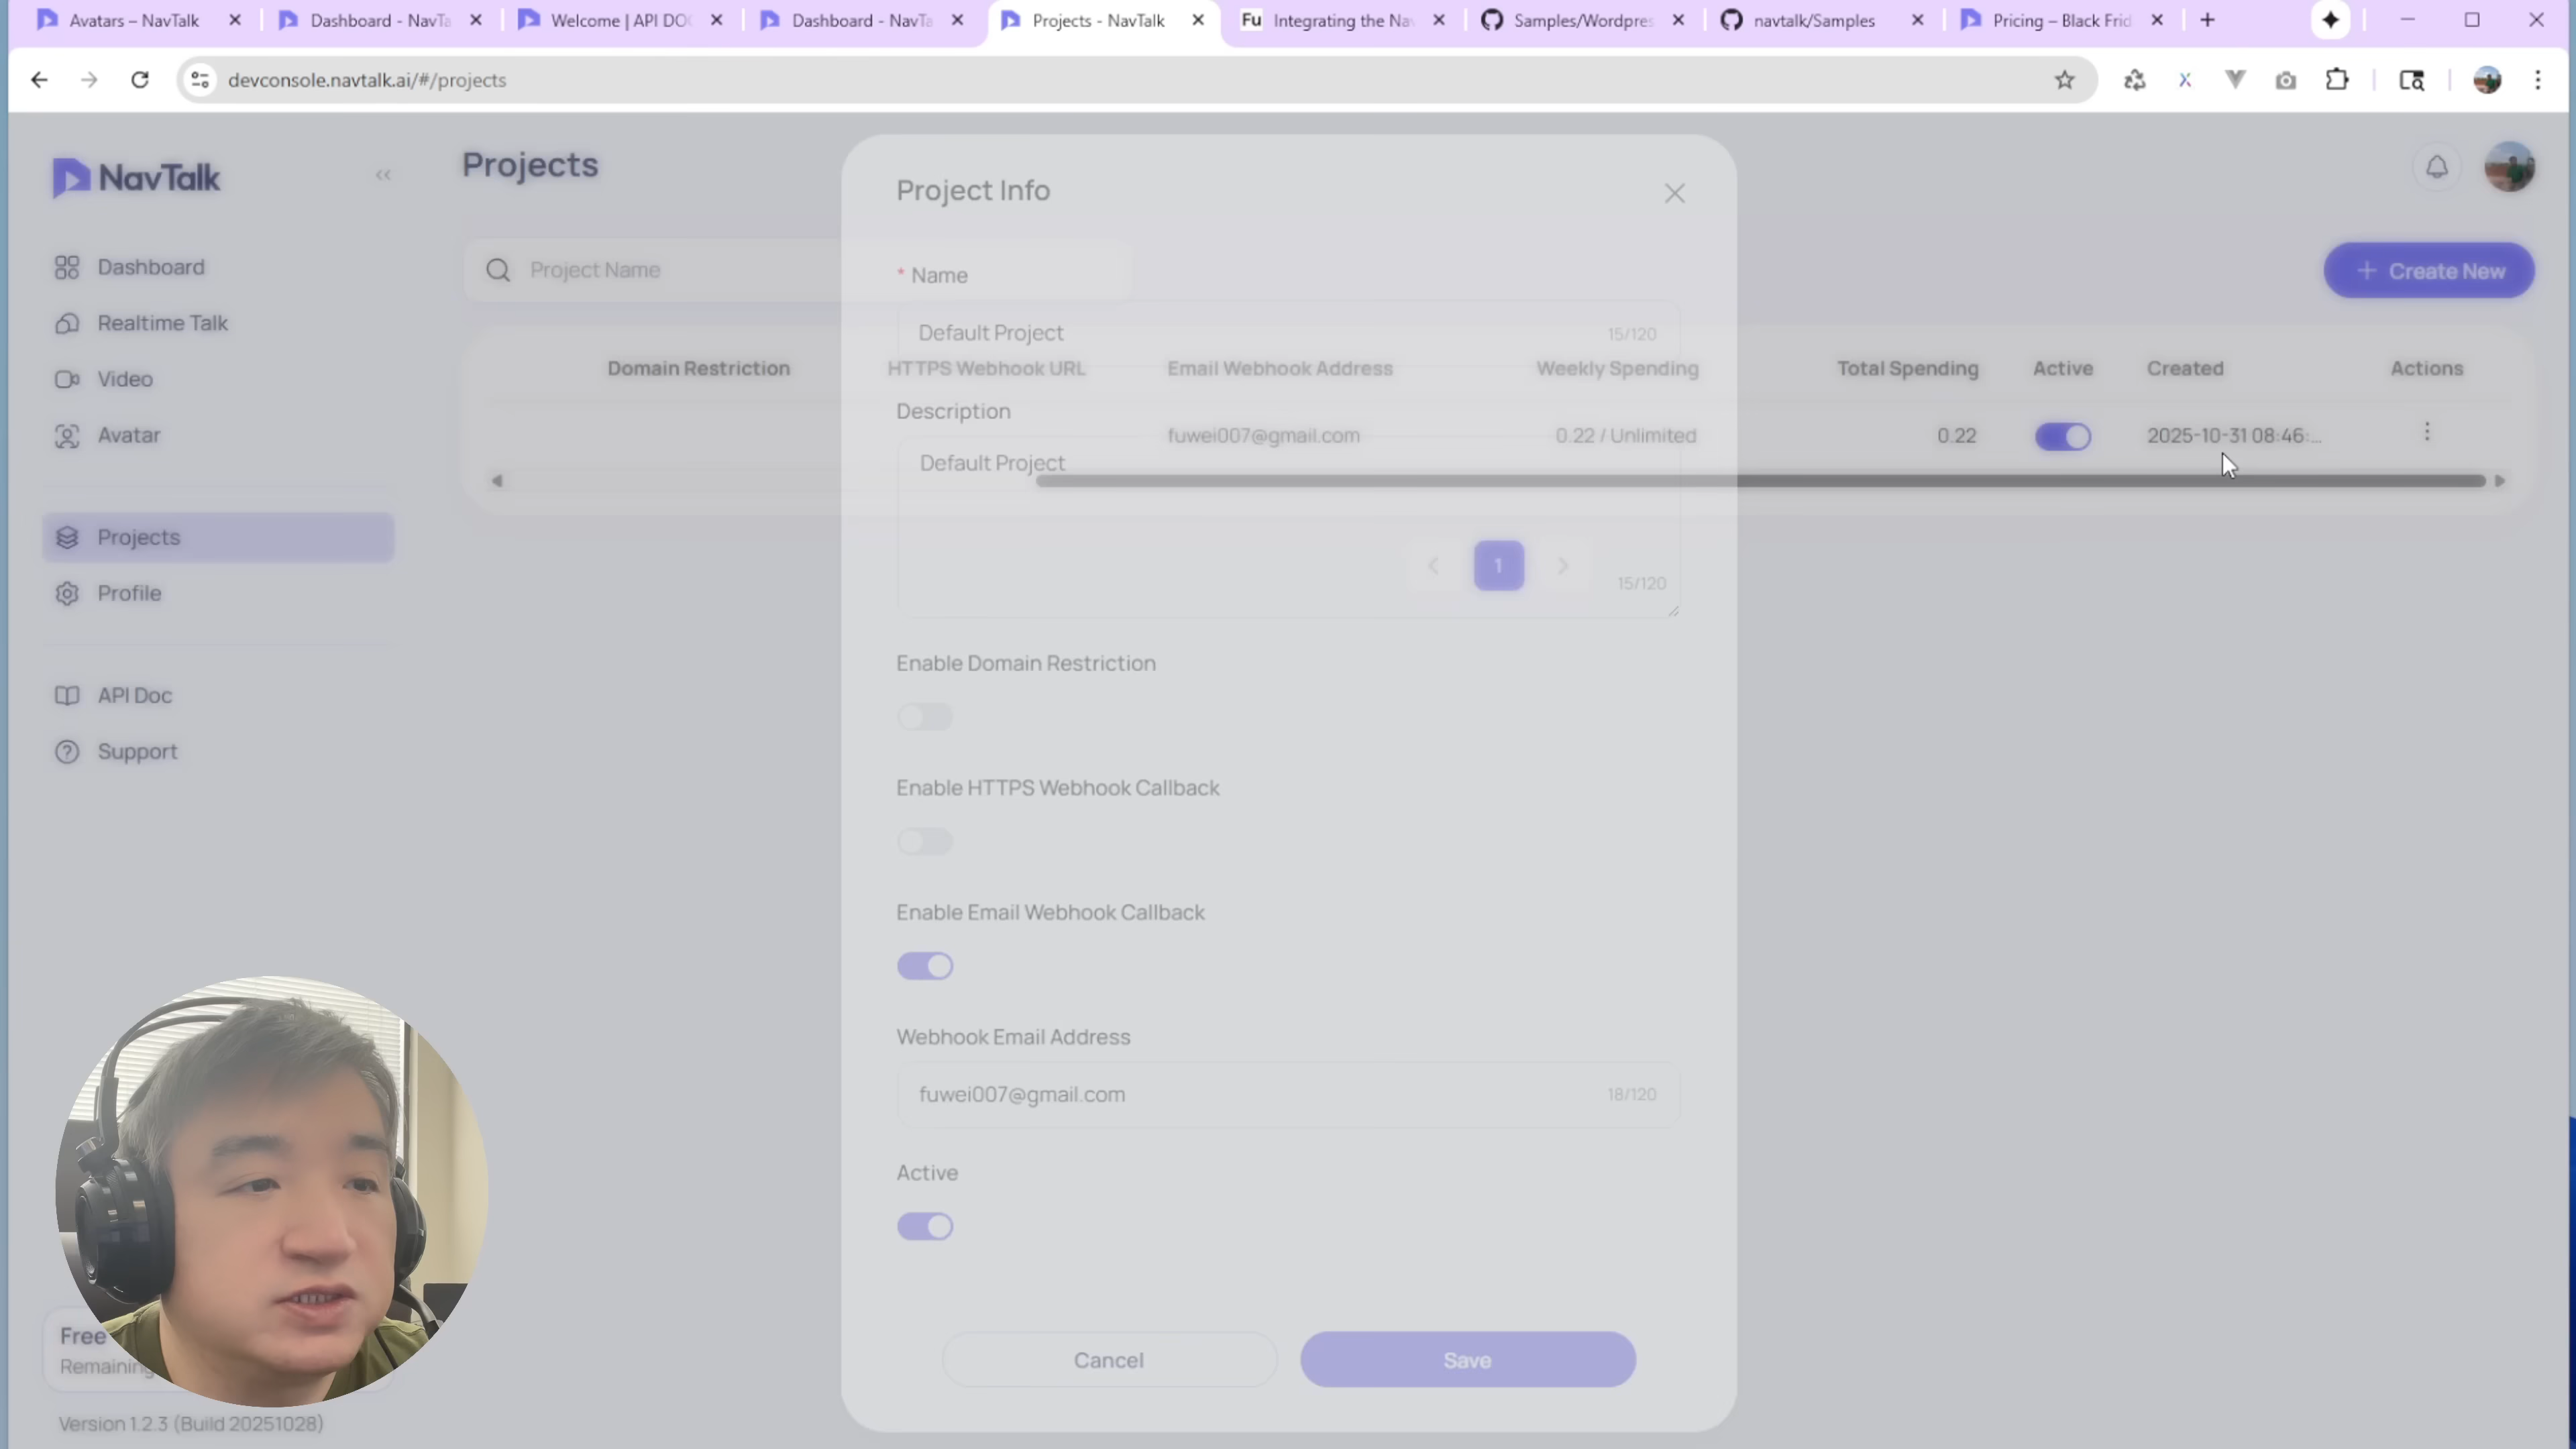 Avatars – NavTalk
Dashboard - NavTa
Welcome | API DO
Dashboard - NavTa
Projects - NavTalk
Fu Integrating the Na
Samples/Wordpres
navtalk/Samples
Pricing – Black Frid
devconsole.navtalk.ai/#/projects
NavTalk
Dashboard
Realtime Talk
Video
Avatar
Projects
Profile
API Doc
Support
Free
Remaining
Version 1.2.3 (Build 20251028)
Projects
Project Name
+ Create New
Domain Restriction
HTTPS Webhook URL
Email Webhook Address
Weekly Spending
Total Spending
Active
Created
Actions
fuwei007@gmail.com
0.22 / Unlimited
0.22
2025-10-31 08:46:...
1
Project Info
* Name
Default Project
15/120
Description
Default Project
15/120
Enable Domain Restriction
Enable HTTPS Webhook Callback
Enable Email Webhook Callback
Webhook Email Address
fuwei007@gmail.com
18/120
Active
Cancel
Save